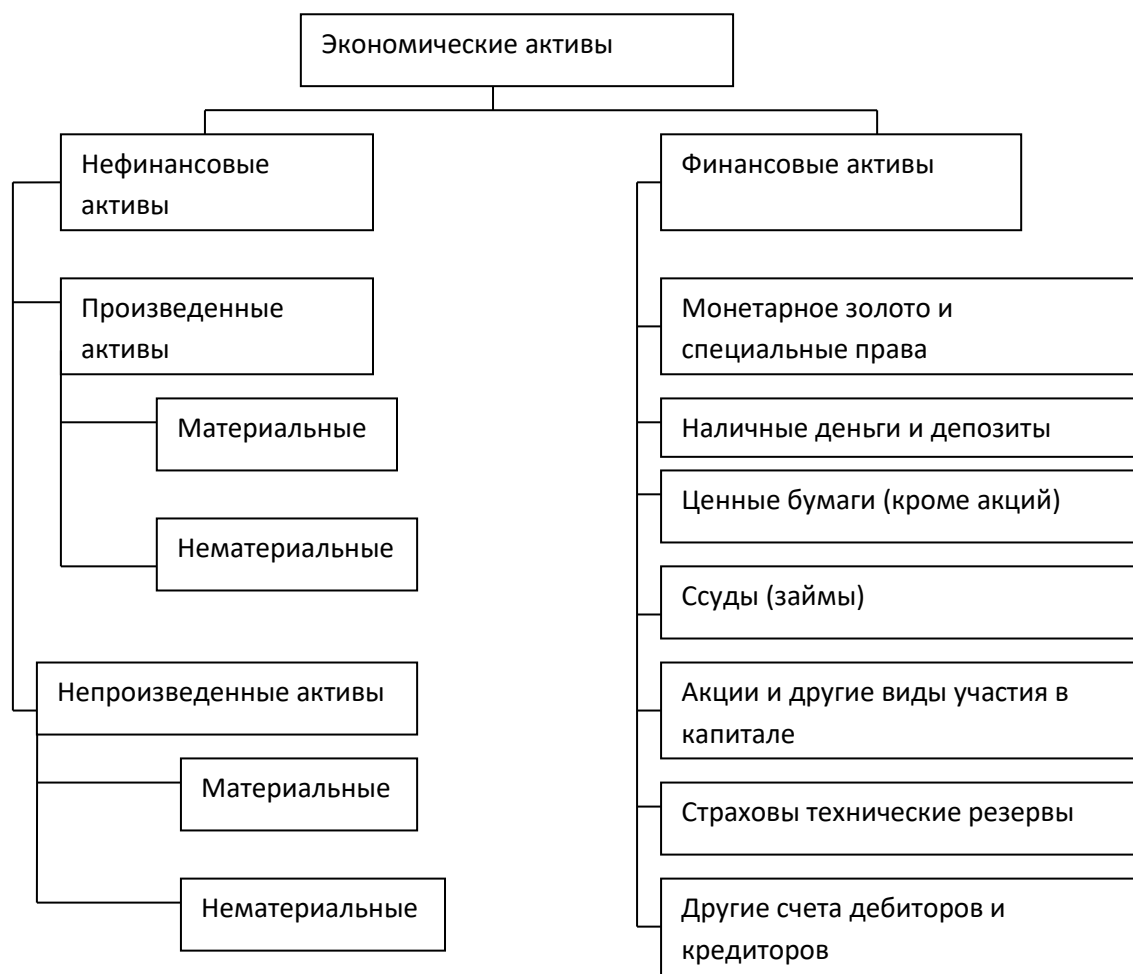 Экономические активы
Нефинансовые
активы
Произведенные
активы
Материальные
Нематериальные
Непроизведенные активы
Материальные
Нематериальные
Финансовые активы
Монетарное золото и
специальные права
Наличные деньги и депозиты
Ценные бумаги (кроме акций)
Ссуды (займы)
Акции и другие виды участия в
капитале
Страховы технические резервы
Другие счета дебиторов и
кредиторов